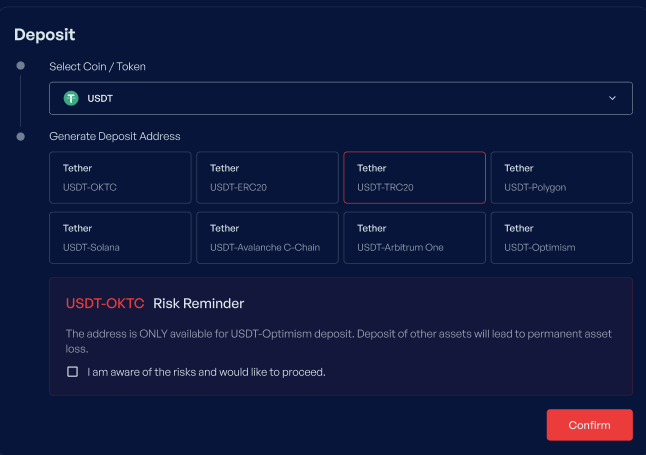 Deposit
Select Coin / Token
USDT
Generate Deposit Address
Tether
USDT-OKTC
Tether
USDT-ERC20
Tether
USDT-TRC20
Tether
USDT-Polygon
Tether
USDT-Solana
Tether
USDT-Avalanche C-Chain
Tether
USDT-Arbitrum One
Tether
USDT-Optimism
USDT-OKTC Risk Reminder
The address is ONLY available for USDT-Optimism deposit. Deposit of other assets will lead to permanent asset
loss.
I am aware of the risks and would like to proceed.
Confirm